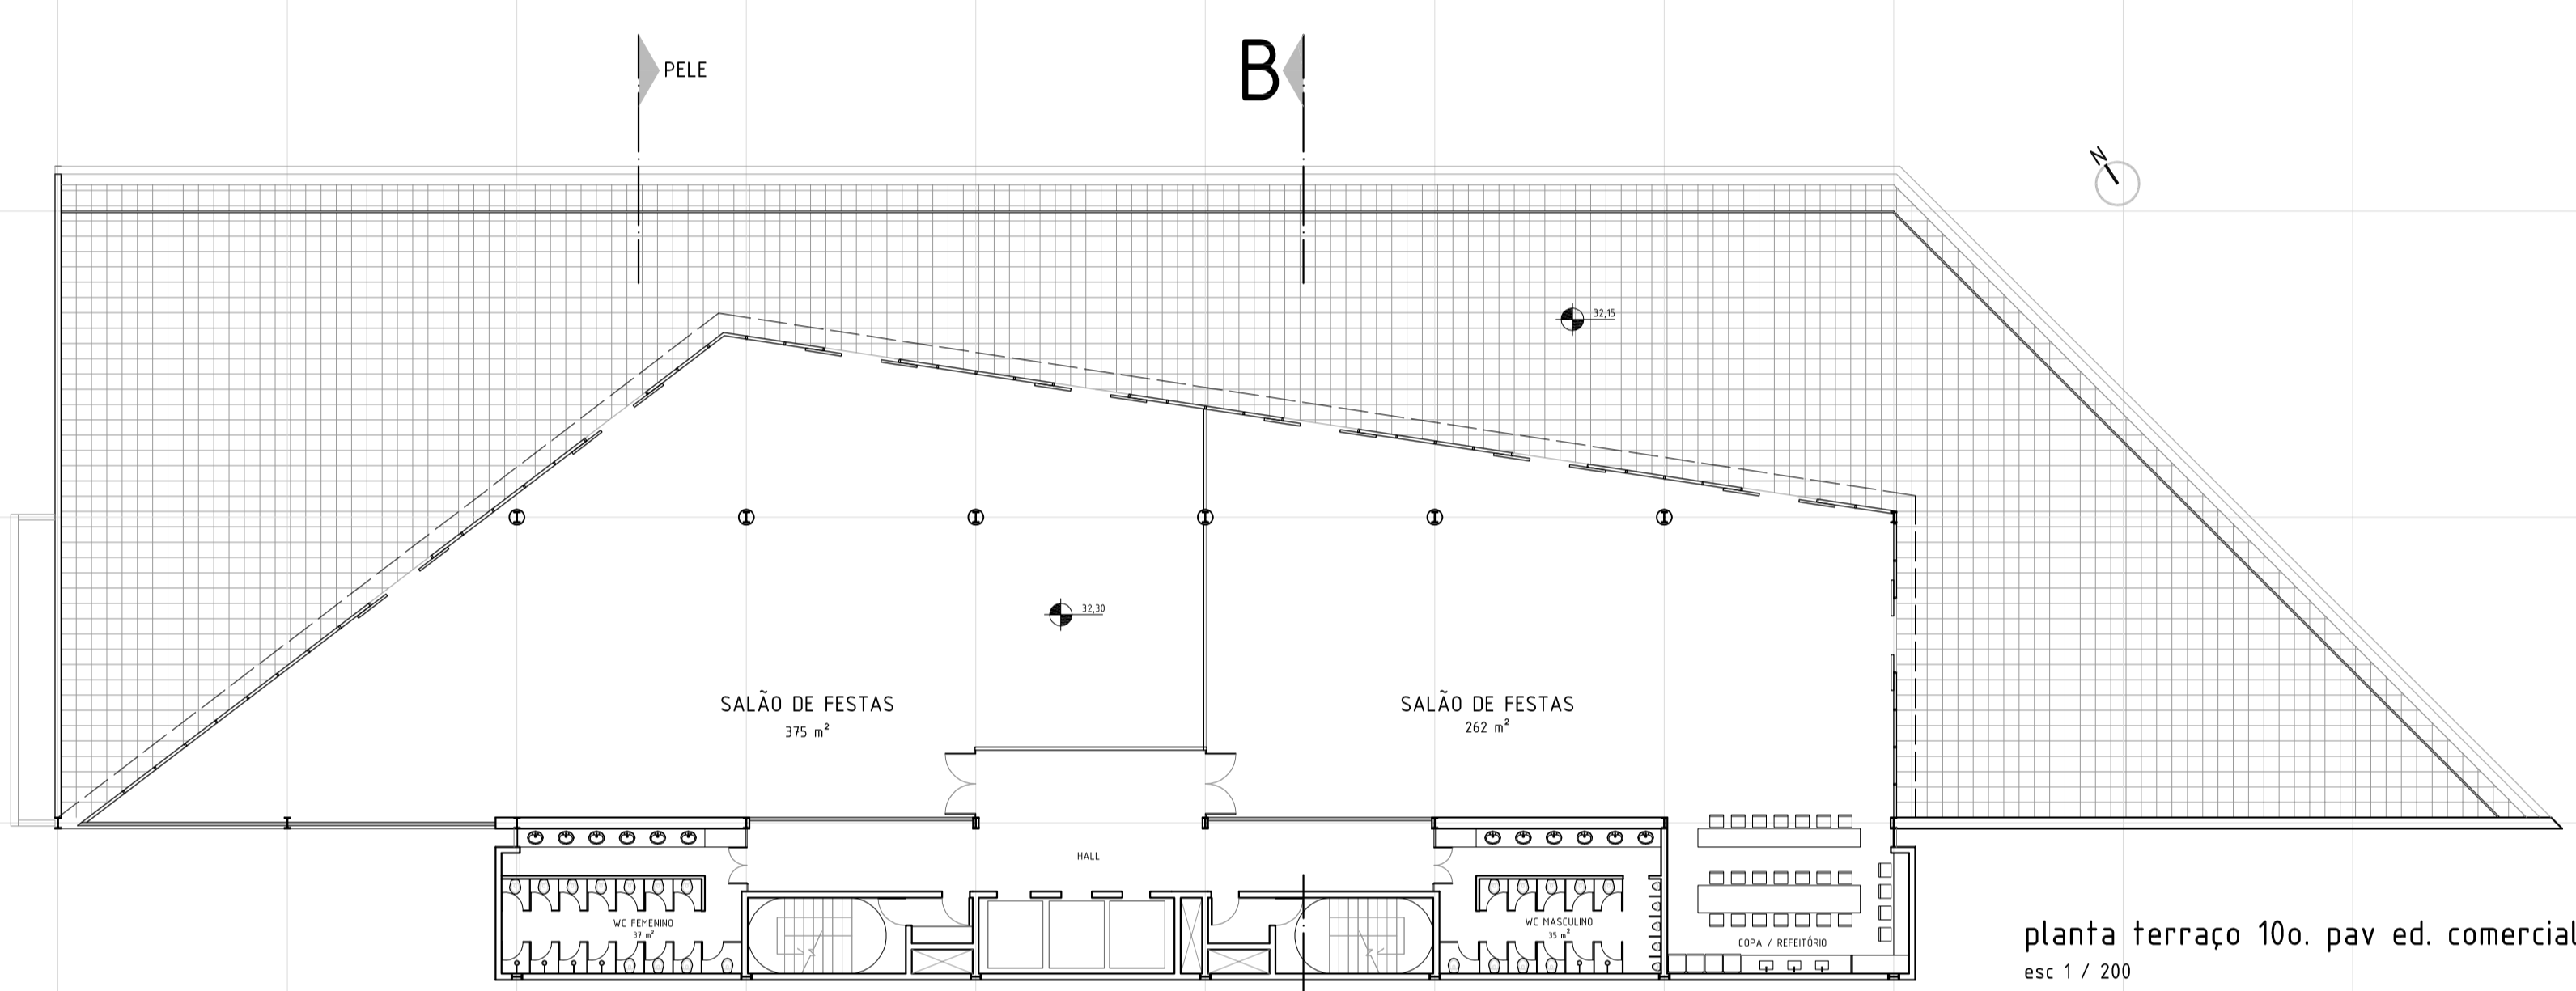 PELE
B
N
32,15
32,30
SALÃO DE FESTAS
375 m²
SALÃO DE FESTAS
262 m²
HALL
WC FEMENINO
37 m²
WC MASCULINO
35 m²
COPA / REFEITÓRIO
planta terraço 10o. pav ed. comercial
esc 1 / 200